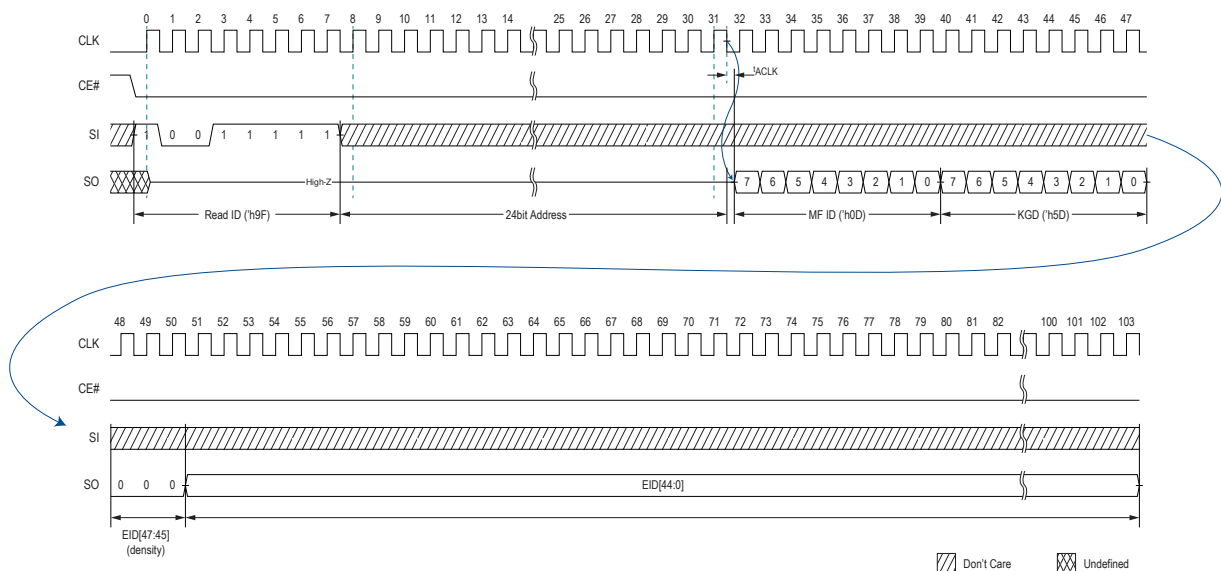 0 1 2 3 4 5 6 7 8 9 10 11 12 13 14 25 26 27 28 29 30 31 32 33 34 35 36 37 38 39 40 41 42 43 44 45 46 47
CLK
tACLK
CE#
SI 1 0 0 1 1 1 1 1
SO High-Z 7 6 5 4 3 2 1 0 7 6 5 4 3 2 1 0
Read ID ('h9F) 24bit Address MF ID ('h0D) KGD ('h5D)
48 49 50 51 52 53 54 55 56 57 58 59 60 61 62 63 64 65 66 67 68 69 70 71 72 73 74 75 76 77 78 79 80 81 82 100 101 102 103
CLK
CE#
SI
SO 0 0 0 EID[44:0]
EID[47:45]
(density)
Don't Care Undefined